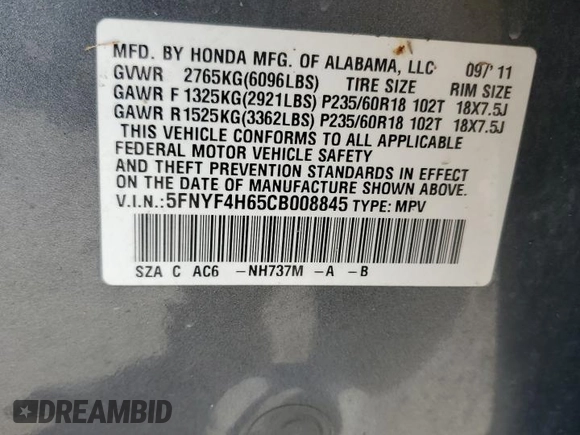 MFD. BY HONDA MFG. OF ALABAMA, LLC 09/'11
GVWR 2765KG(6096LBS) TIRE SIZE RIM SIZE
GAWR F 1325KG(2921LBS) P235/60R18 102T 18X7.5J
GAWR R1525KG(3362LBS) P235/60R18 102T 18X7.5J
THIS VEHICLE CONFORMS TO ALL APPLICABLE
FEDERAL MOTOR VEHICLE SAFETY
AND THEFT PREVENTION STANDARDS IN EFFECT
ON THE DATE OF MANUFACTURE SHOWN ABOVE.
V.I.N.:5FNYF4H65CB008845 TYPE: MPV
SZA C AC6 -NH737M -A -B
DREAMBID